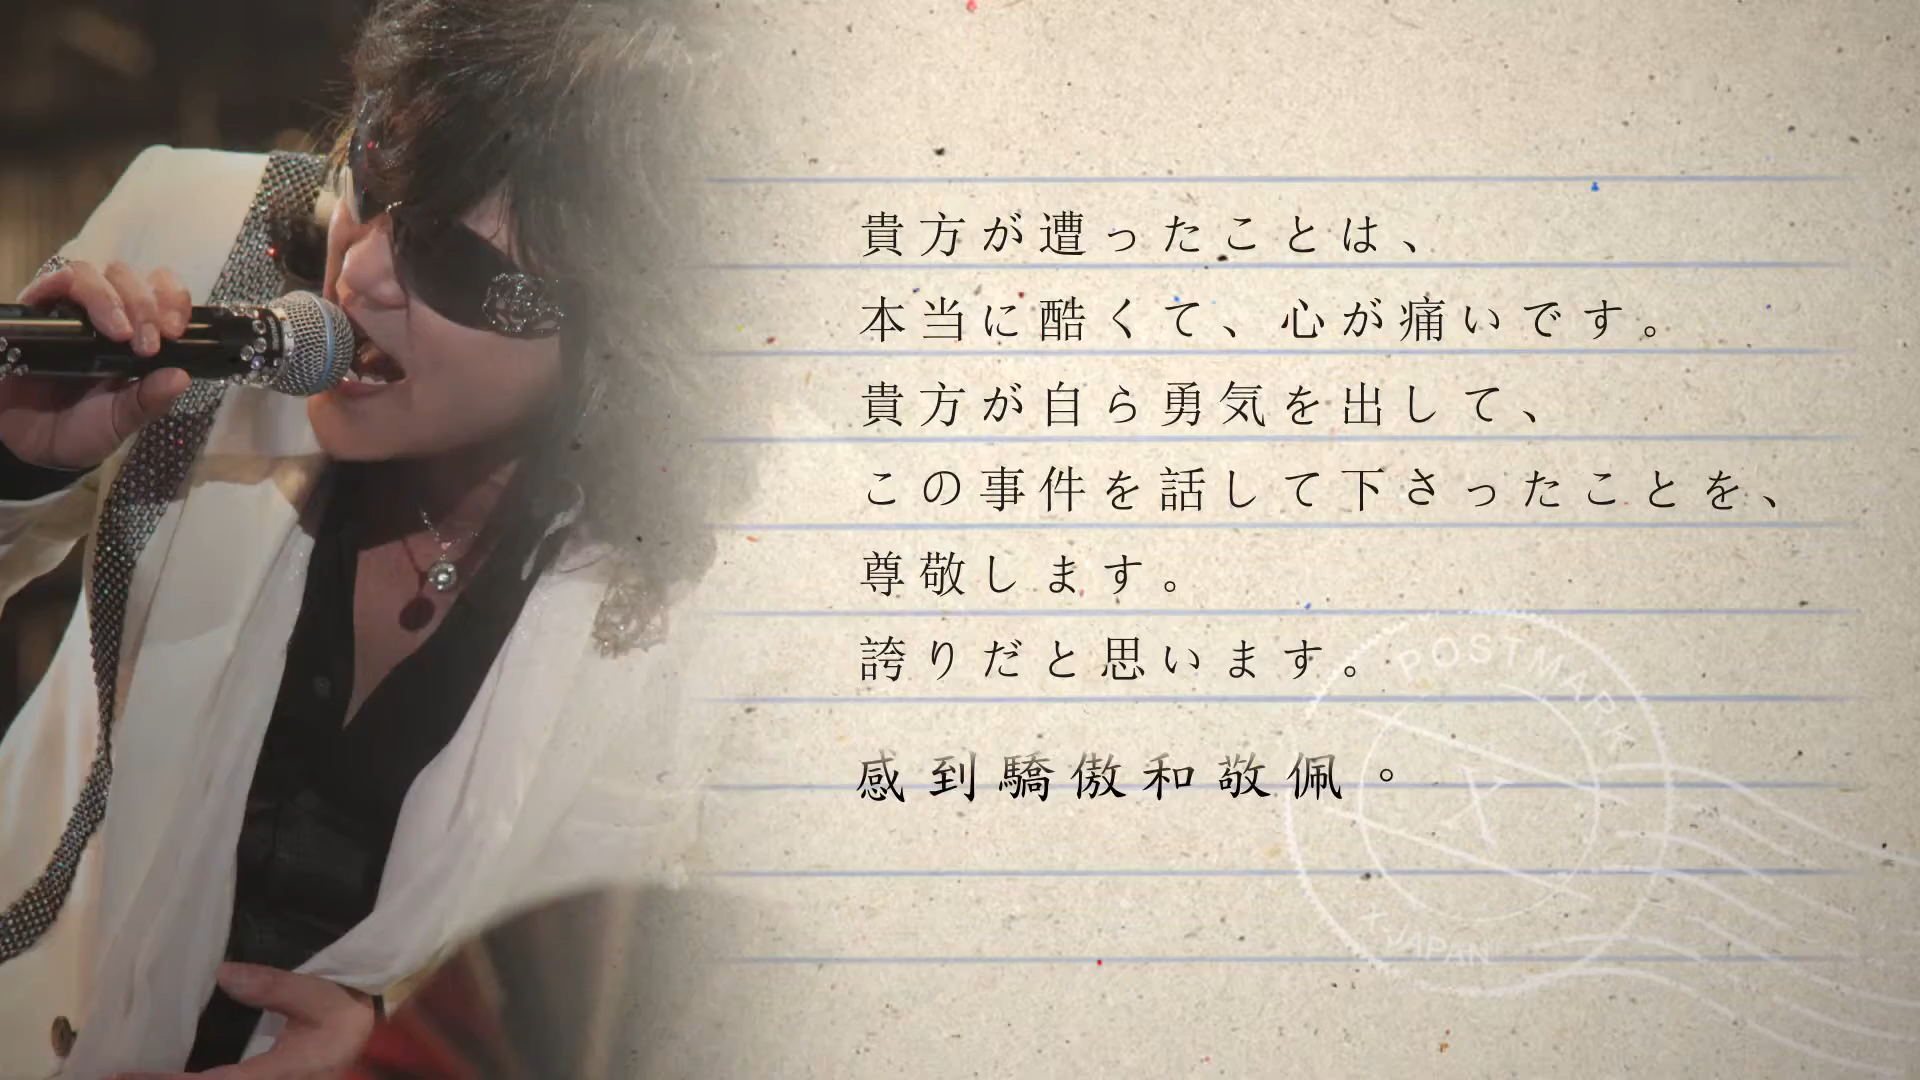 貴方が遭ったことは、
本当に酷くて、心が痛いです。
貴方が自ら勇気を出して、
この事件を話して下さったことを、
尊敬します。
誇りだと思います。
感到驕傲和敬佩。
POSTMARK
X
X-JAPAN